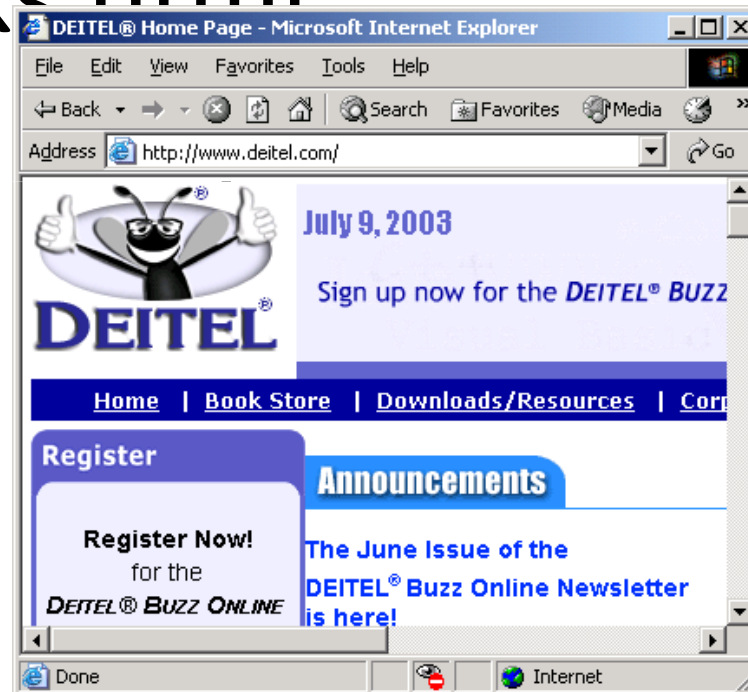 DEITEL® Home Page - Microsoft Internet Explorer
File Edit View Favorites Tools Help
Back Search Favorites Media »
Address http://www.deitel.com/ Go
®
DEITEL®
July 9, 2003
Sign up now for the DEITEL® BUZZ
Home | Book Store | Downloads/Resources | Corp
Register
Register Now!
for the
DEITEL® BUZZ ONLINE
Announcements
The June Issue of the
DEITEL® Buzz Online Newsletter
is here!
Done Internet